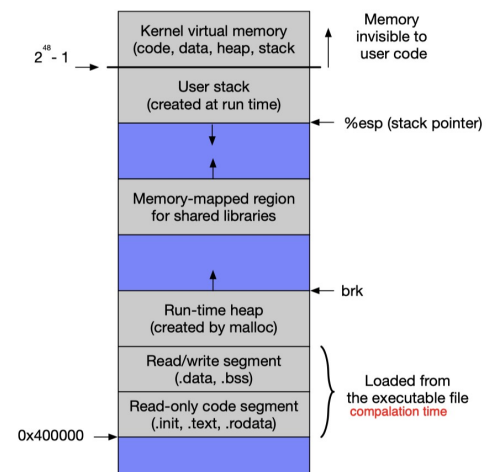 Kernel virtual memory
(code, data, heap, stack
Memory
invisible to
user code
2^48 - 1
User stack
(created at run time)
%esp (stack pointer)
Memory-mapped region
for shared libraries
brk
Run-time heap
(created by malloc)
Read/write segment
(.data, .bss)
Read-only code segment
(.init, .text, .rodata)
Loaded from
the executable file
compalation time
0x400000